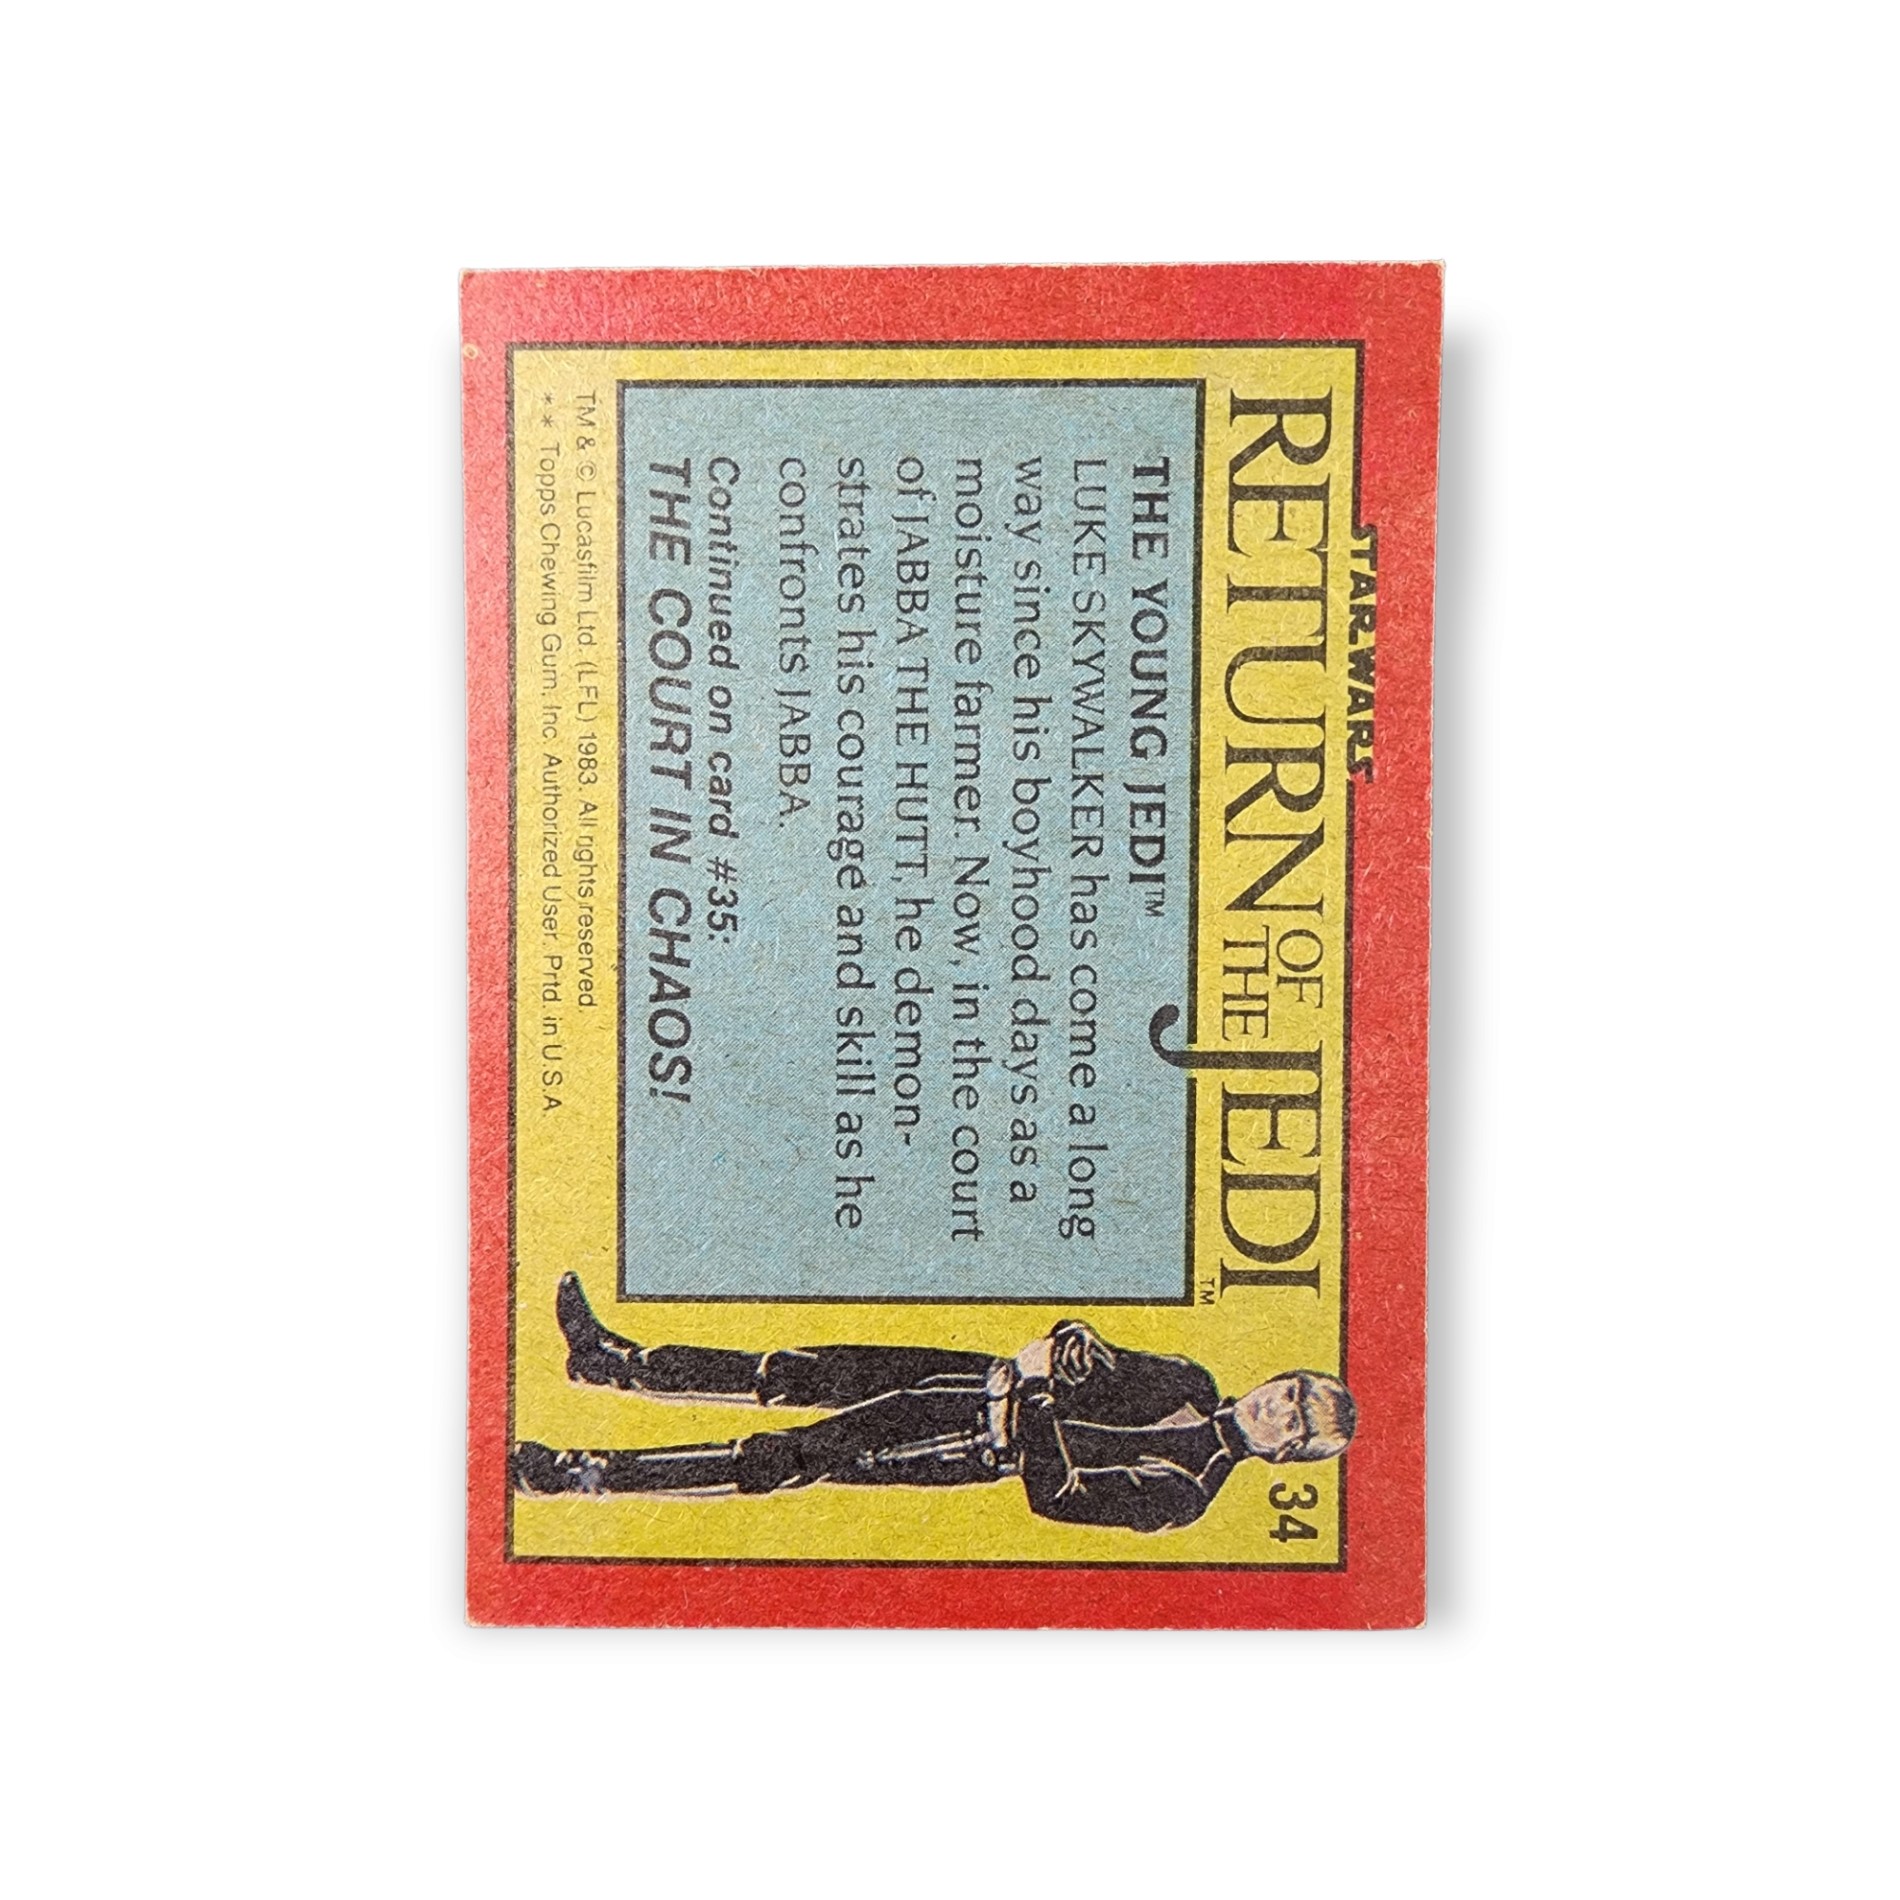 STAR WARS
RETURN OF THE JEDI™
34
THE YOUNG JEDI™
LUKE SKYWALKER has come a long
way since his boyhood days as a
moisture farmer. Now, in the court
of JABBA THE HUTT, he demon-
strates his courage and skill as he
confronts JABBA.
Continued on card #35:
THE COURT IN CHAOS!
TM & © Lucasfilm Ltd. (LFL) 1983. All rights reserved.
** Topps Chewing Gum. Inc. Authorized User. Prtd. in U.S.A.